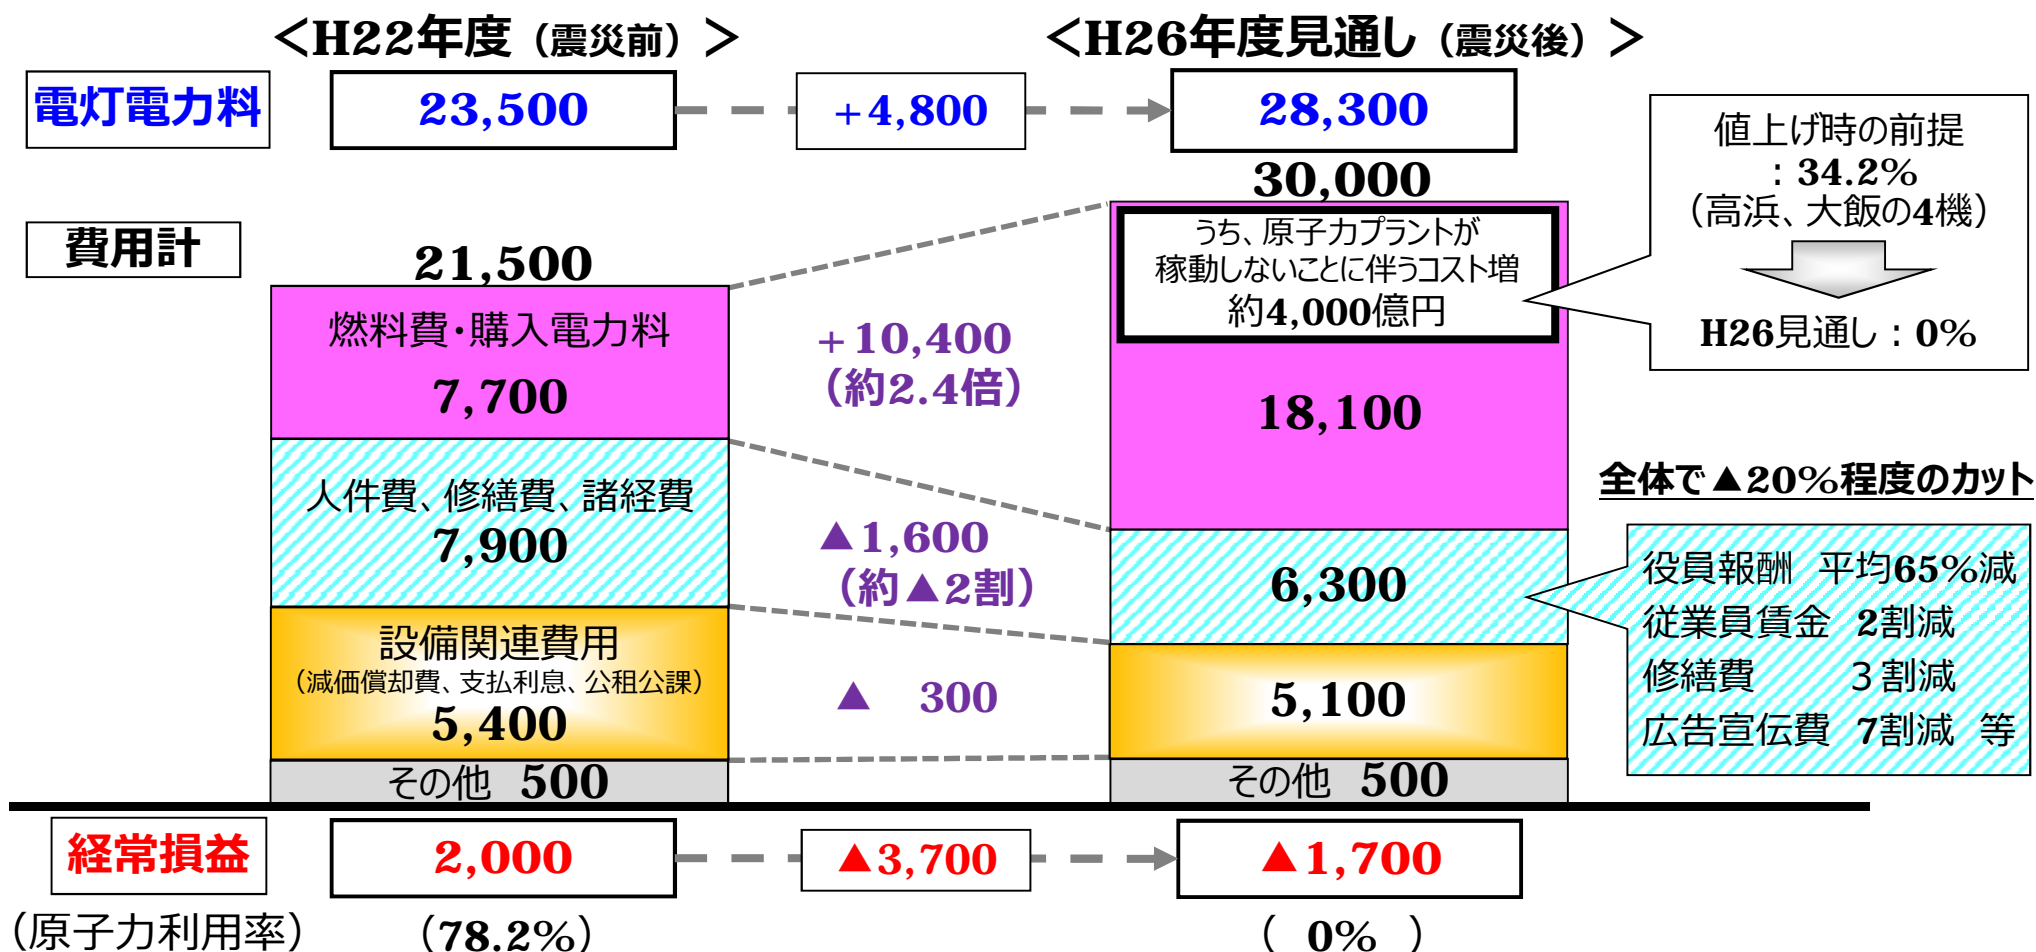 ＜H22年度（震災前）＞
＜H26年度見通し（震災後）＞
電灯電力料
23,500
+4,800
28,300
費用計
21,500
30,000
燃料費・購入電力料
7,700
人件費、修繕費、諸経費
7,900
設備関連費用
（減価償却費、支払利息、公租公課）
5,400
その他 500
+10,400
（約2.4倍）
▲1,600
（約▲2割）
▲ 300
うち、原子力プラントが
稼動しないことに伴うコスト増
約4,000億円
18,100
6,300
5,100
その他 500
値上げ時の前提
：34.2%
（高浜、大飯の4機）
H26見通し：0%
全体で▲20%程度のカット
役員報酬 平均65%減
従業員賃金 2割減
修繕費 3割減
広告宣伝費 7割減 等
経常損益
2,000
▲3,700
▲1,700
（原子力利用率）
（78.2%）
（ 0% ）